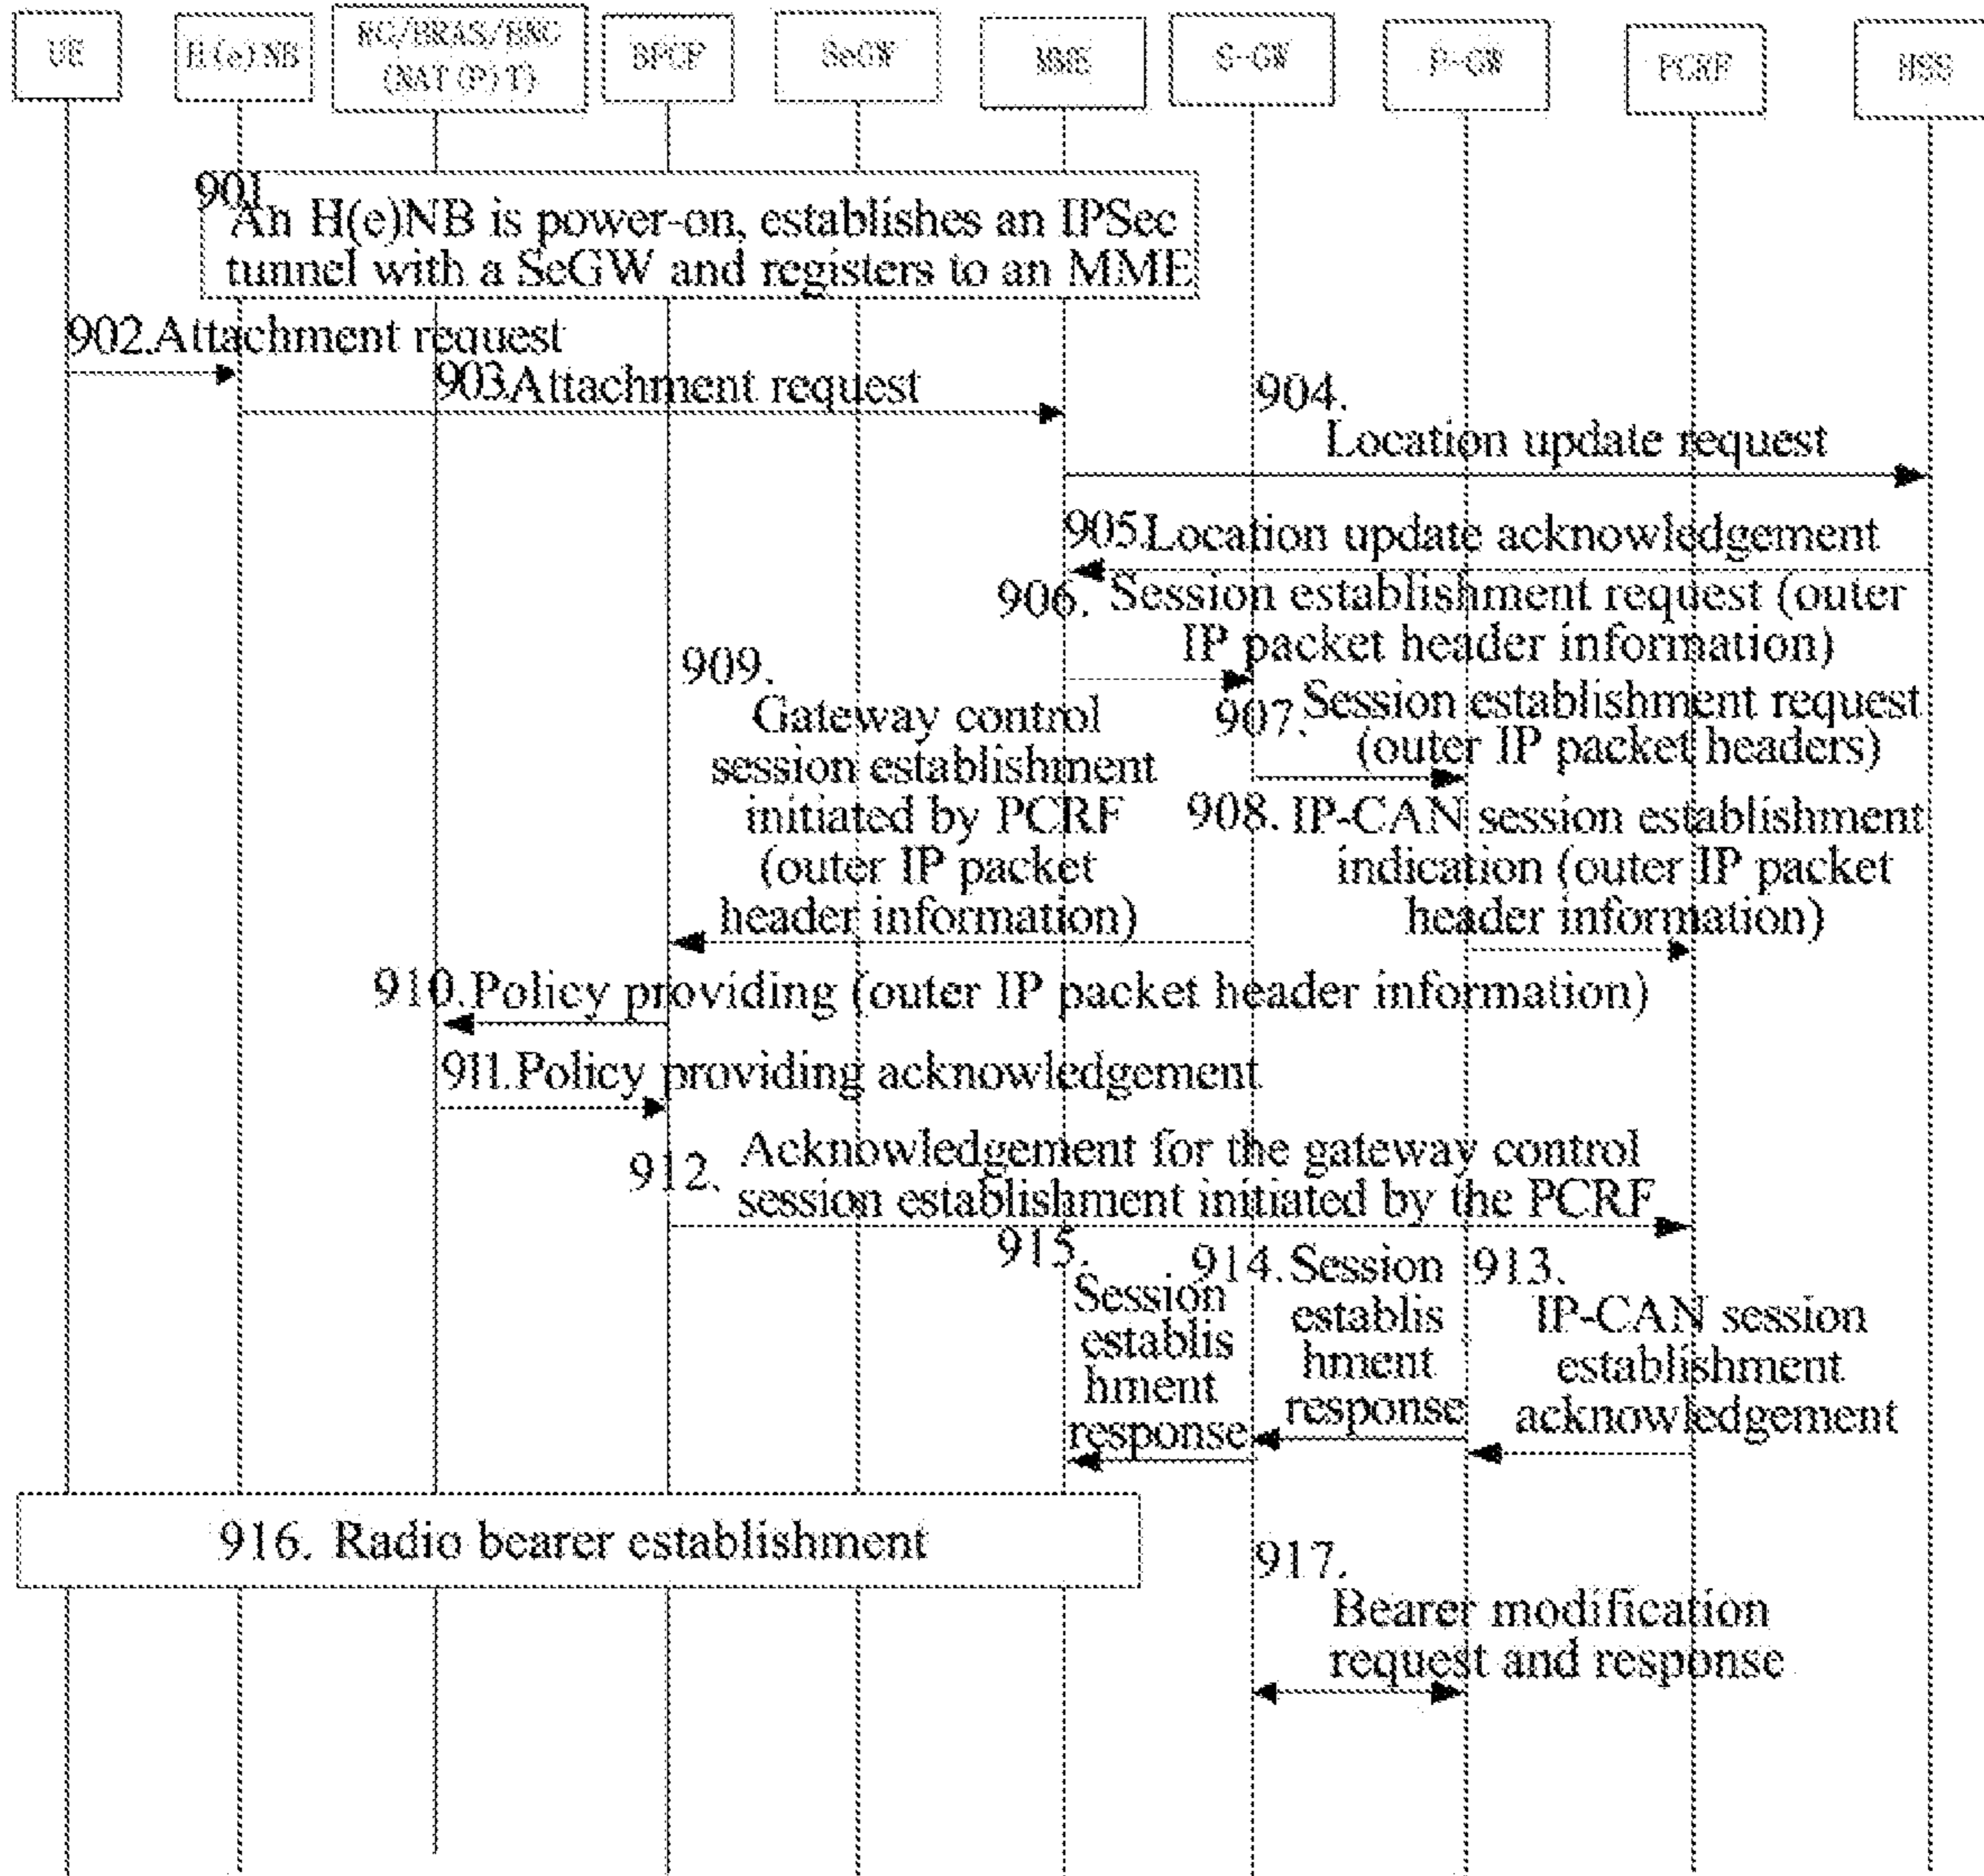 UE
H(e)NB
RG/BRAS/BNG
(NAT(P)T)
BPCF
SeGW
MME
S-GW
P-GW
PCRF
HSS
901
An H(e)NB is power-on, establishes an IPSec
tunnel with a SeGW and registers to an MME
902.Attachment request
903.Attachment request
904.
Location update request
905.Location update acknowledgement
906. Session establishment request (outer
IP packet header information)
907. Session establishment request
(outer IP packet headers)
908. IP-CAN session establishment
indication (outer IP packet
header information)
909.
Gateway control
session establishment
initiated by PCRF
(outer IP packet
header information)
910.Policy providing (outer IP packet header information)
911.Policy providing acknowledgement
912. Acknowledgement for the gateway control
session establishment initiated by the PCRF
913.
IP-CAN session
establishment
acknowledgement
914.Session
establis
hment
response
915.
Session
establis
hment
response
916. Radio bearer establishment
917.
Bearer modification
request and response